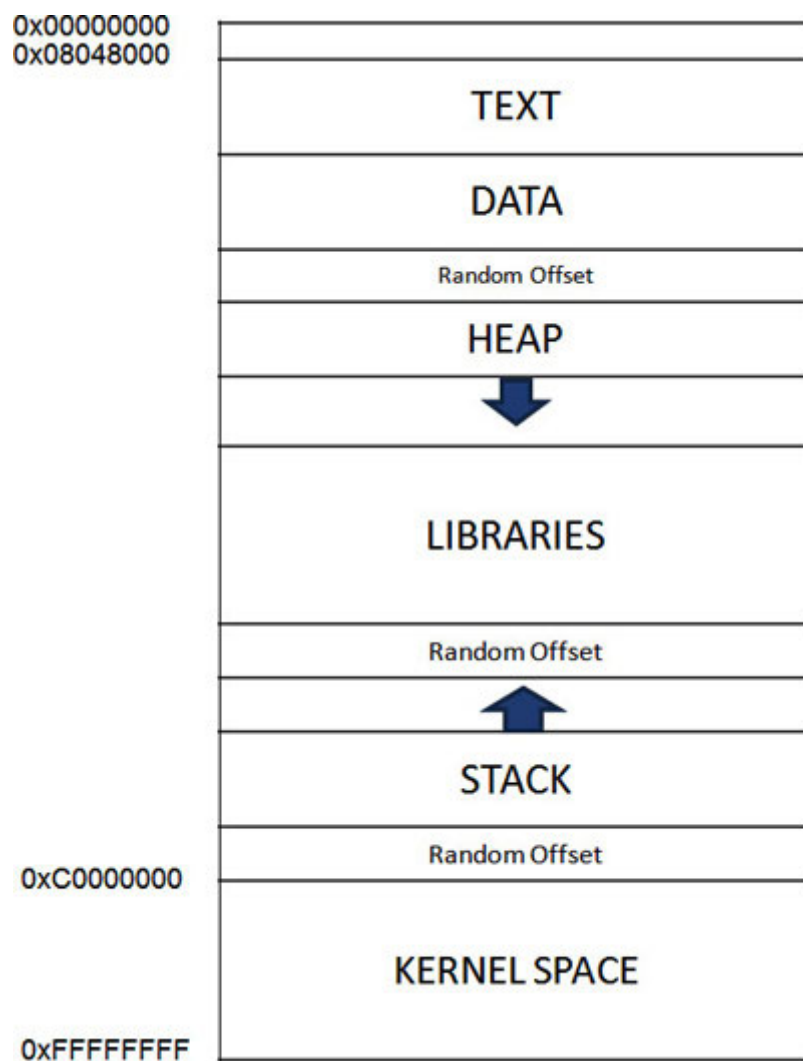 0x00000000
0x08048000
TEXT
DATA
Random Offset
HEAP
LIBRARIES
Random Offset
STACK
Random Offset
0xC0000000
KERNEL SPACE
0xFFFFFFFF